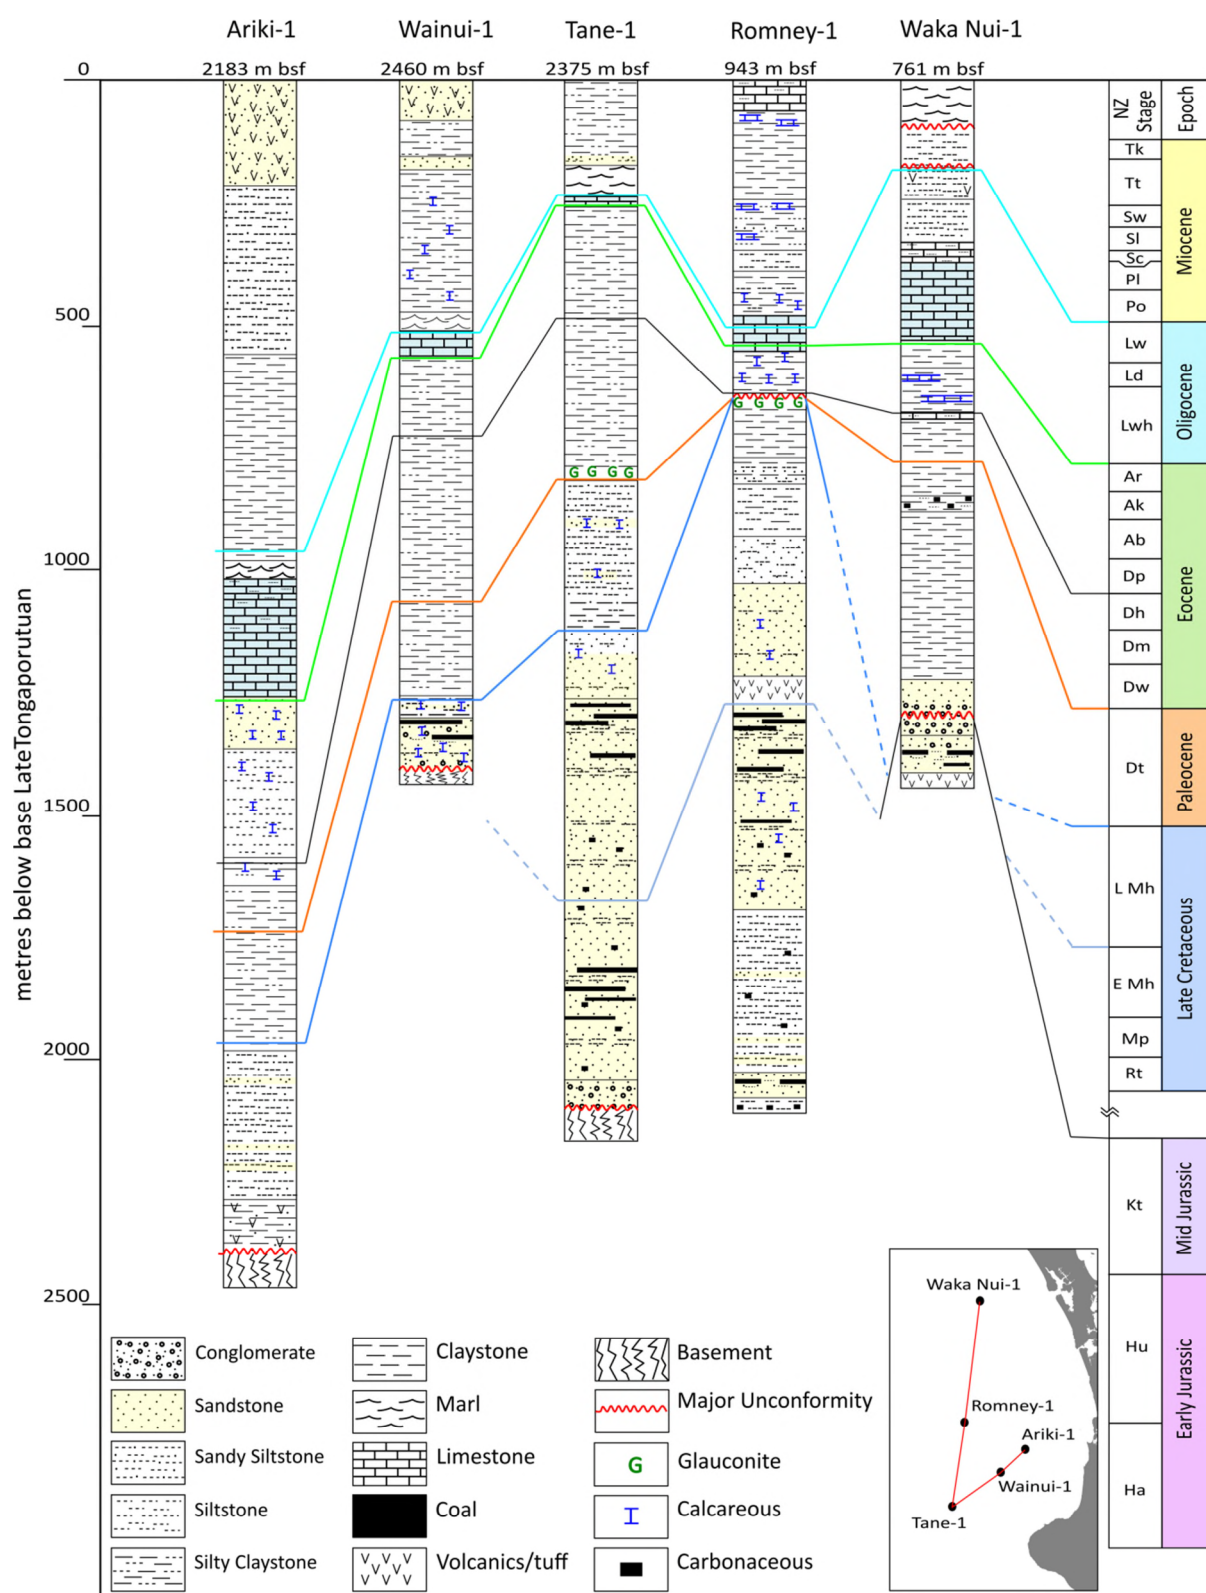 Ariki-1 Wainui-1 Tane-1 Romney-1 Waka Nui-1
0 2183 m bsf 2460 m bsf 2375 m bsf 943 m bsf 761 m bsf
NZ Stage Epoch
Tk
Tt
Sw
Sl
Sc
Pl
Po
Miocene
500
Lw
Ld
Lwh
Oligocene
G G G G
G G G G
Ar
Ak
Ab
Dp
Dh
Dm
Dw
Eocene
1000
Dt
Paleocene
1500
metres below base LateTongaporutuan
L Mh
E Mh
Mp
Rt
Late Cretaceous
2000
Kt
Mid Jurassic
2500
Hu
Ha
Early Jurassic
Waka Nui-1
Romney-1
Ariki-1
Wainui-1
Tane-1
Conglomerate Claystone Basement
Sandstone Marl Major Unconformity
Sandy Siltstone Limestone G Glauconite
Siltstone Coal Calcareous
Silty Claystone Volcanics/tuff Carbonaceous